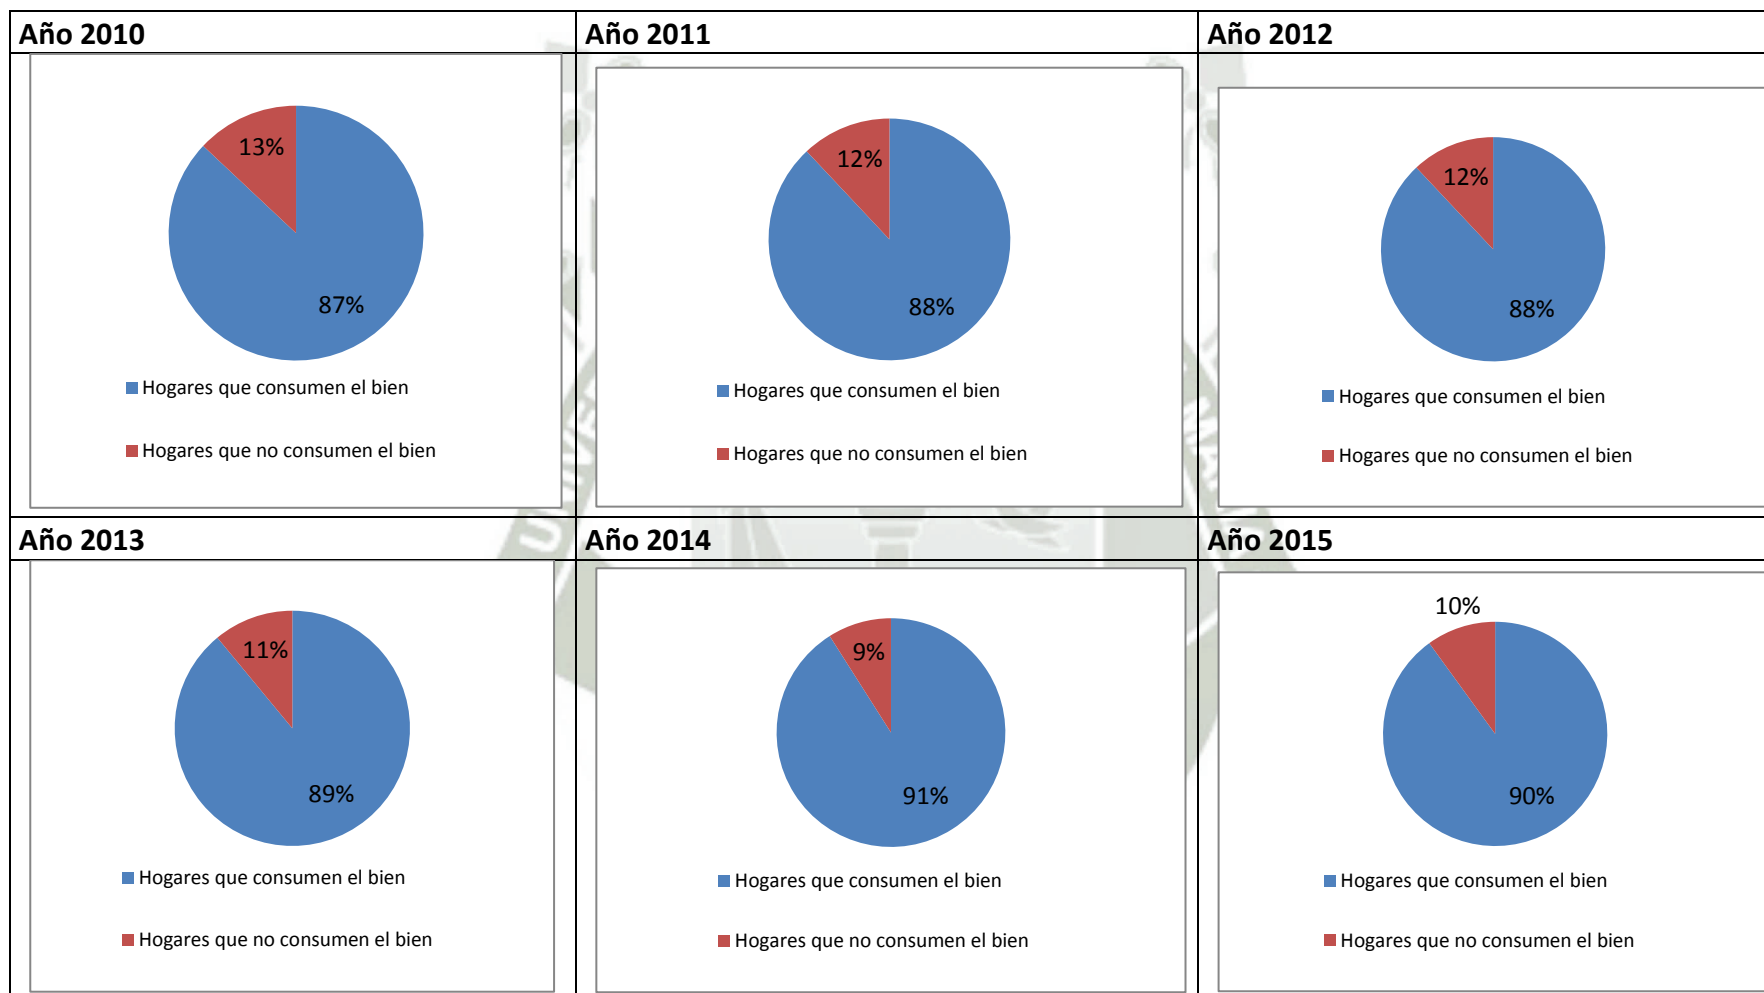 Año 2010
Año 2011
Año 2012
13%
87%
Hogares que consumen el bien
Hogares que no consumen el bien
12%
88%
Hogares que consumen el bien
Hogares que no consumen el bien
12%
88%
Hogares que consumen el bien
Hogares que no consumen el bien
Año 2013
Año 2014
Año 2015
11%
89%
Hogares que consumen el bien
Hogares que no consumen el bien
9%
91%
Hogares que consumen el bien
Hogares que no consumen el bien
10%
90%
Hogares que consumen el bien
Hogares que no consumen el bien